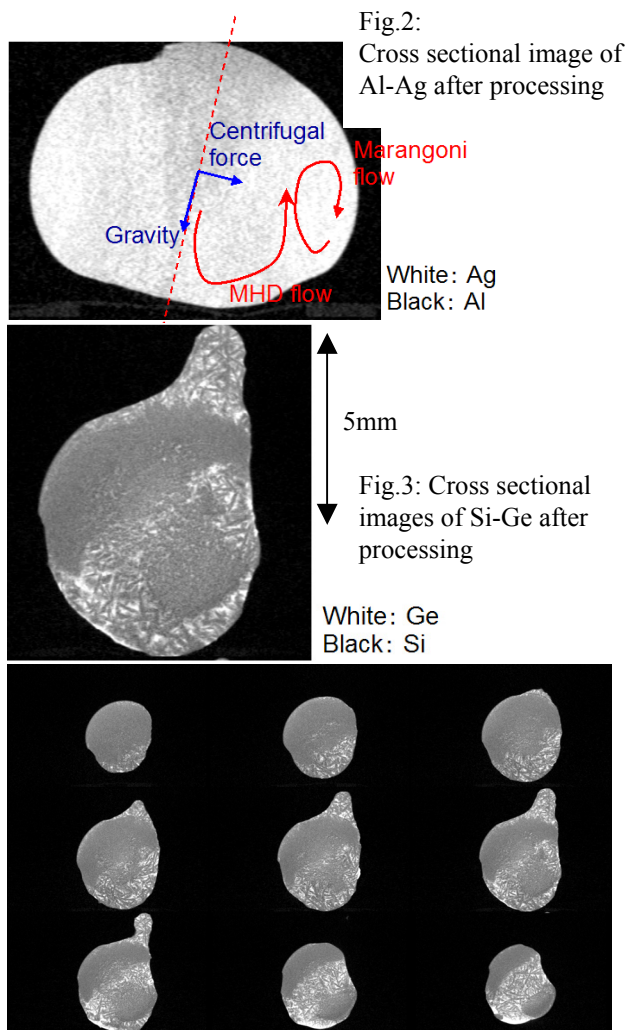 Fig.2:
Cross sectional image of
Al-Ag after processing
Centrifugal
force
Marangoni
flow
Gravity
MHD flow
White: Ag
Black: Al
5mm
Fig.3: Cross sectional
images of Si-Ge after
processing
White: Ge
Black: Si